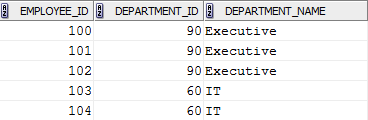 EMPLOYEE_ID DEPARTMENT_ID DEPARTMENT_NAME
100 90 Executive
101 90 Executive
102 90 Executive
103 60 IT
104 60 IT